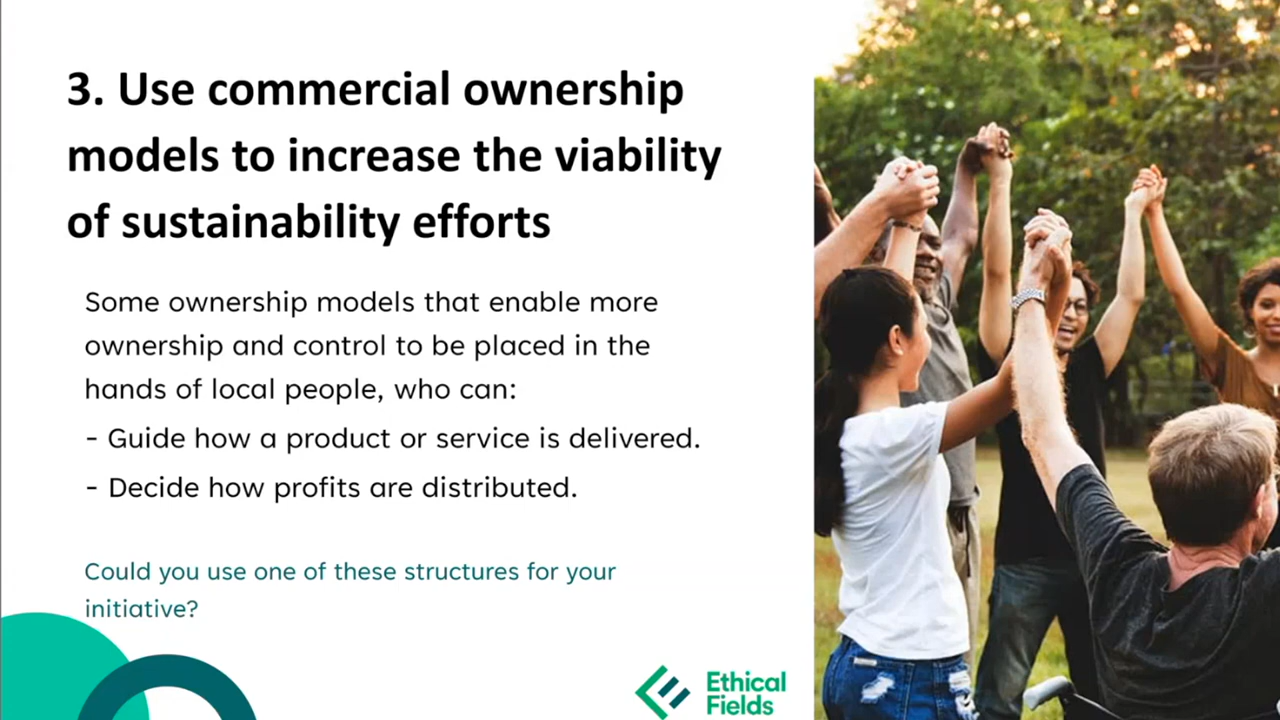 3. Use commercial ownership
models to increase the viability
of sustainability efforts
Some ownership models that enable more
ownership and control to be placed in the
hands of local people, who can:
- Guide how a product or service is delivered.
- Decide how profits are distributed.
Could you use one of these structures for your
initiative?
Ethical
Fields